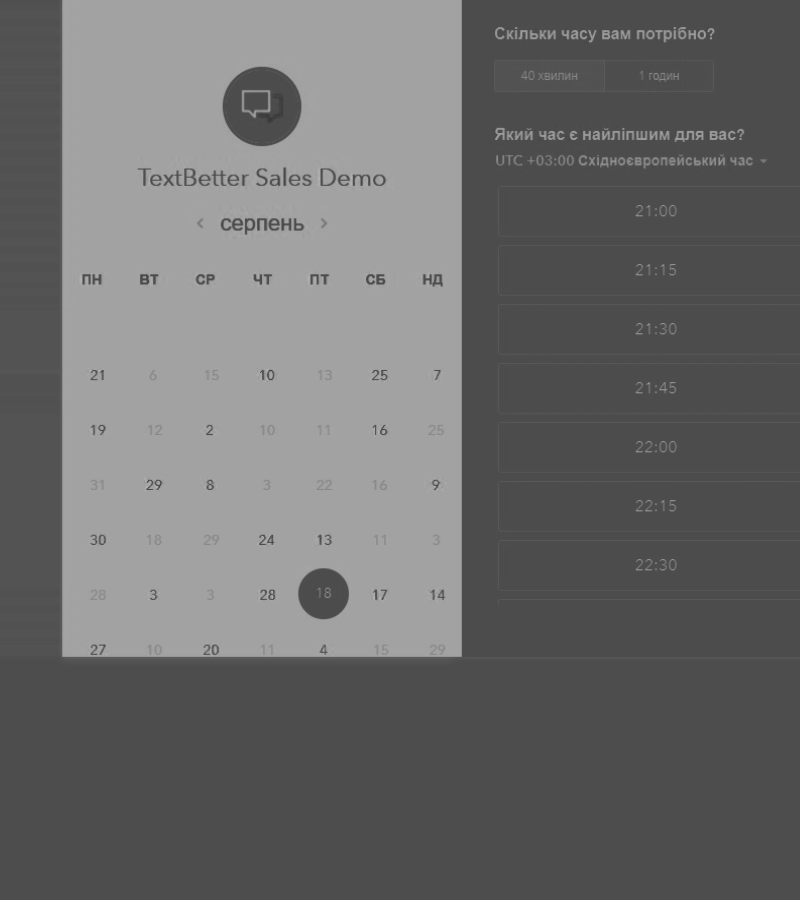 TextBetter Sales Demo
серпень
ПН ВТ СР ЧТ ПТ СБ НД
21 6 15 10 13 25 7
19 12 2 10 11 16 25
31 29 8 3 22 16 9
30 18 29 24 13 11 3
28 3 3 28 18 17 14
27 10 20 11 4 15 29
Скільки часу вам потрібно?
40 хвилин 1 годин
Який час є найліпшим для вас?
UTC +03:00 Східноєвропейський час
21:00
21:15
21:30
21:45
22:00
22:15
22:30